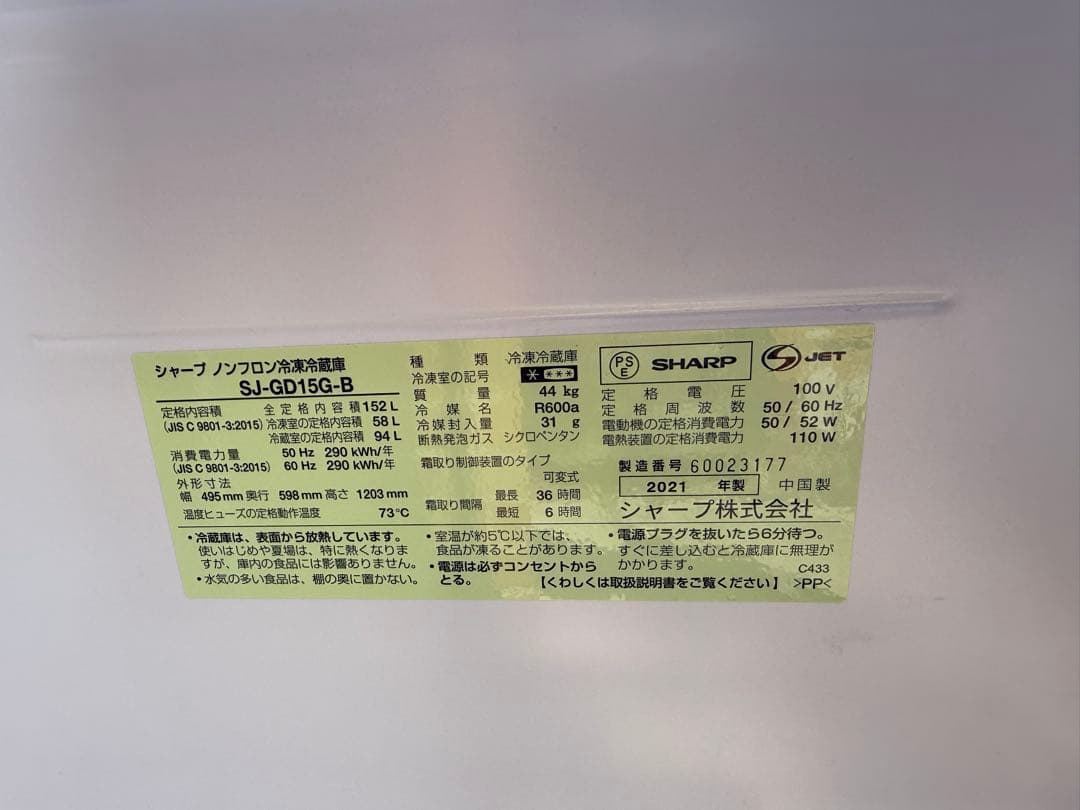 シャープ ノンフロン冷凍冷蔵庫
SJ-GD15G-B
定格内容積 全定格内容積 152 L
(JIS C 9801-3:2015) 冷凍室の定格内容積 58 L
冷蔵室の定格内容積 94 L
消費電力量 50 Hz 290 kWh/年
(JIS C 9801-3:2015) 60 Hz 290 kWh/年
外形寸法
幅 495 mm 奥行 598 mm 高さ 1203 mm
温度ヒューズの定格動作温度 73℃
種類 冷凍冷蔵庫
冷凍室の記号 ****
質量 44 kg
冷媒名 R600a
冷媒封入量 31 g
断熱発泡ガス シクロペンタン
霜取り制御装置のタイプ
可変式
霜取り間隔 最長 36 時間
最短 6 時間
PSE SHARP S JET
定格電圧 100 V
定格周波数 50 / 60 Hz
電動機の定格消費電力 50 / 52 W
電熱装置の定格消費電力 110 W
製造番号 60023177
2021 年製 中国製
シャープ株式会社
・冷蔵庫は、表面から放熱しています。
使いはじめや夏場は、特に熱くなりま
すが、庫内の食品には影響ありません。
・水気の多い食品は、棚の奥に置かない。
・室温が約5℃以下では、
食品が凍ることがあります。
・電源は必ずコンセントから
とる。
・電源プラグを抜いたら6分待つ。
すぐに差し込むと冷蔵庫に無理が
かかります。 C433
【くわしくは取扱説明書をご覧ください】 >PP<